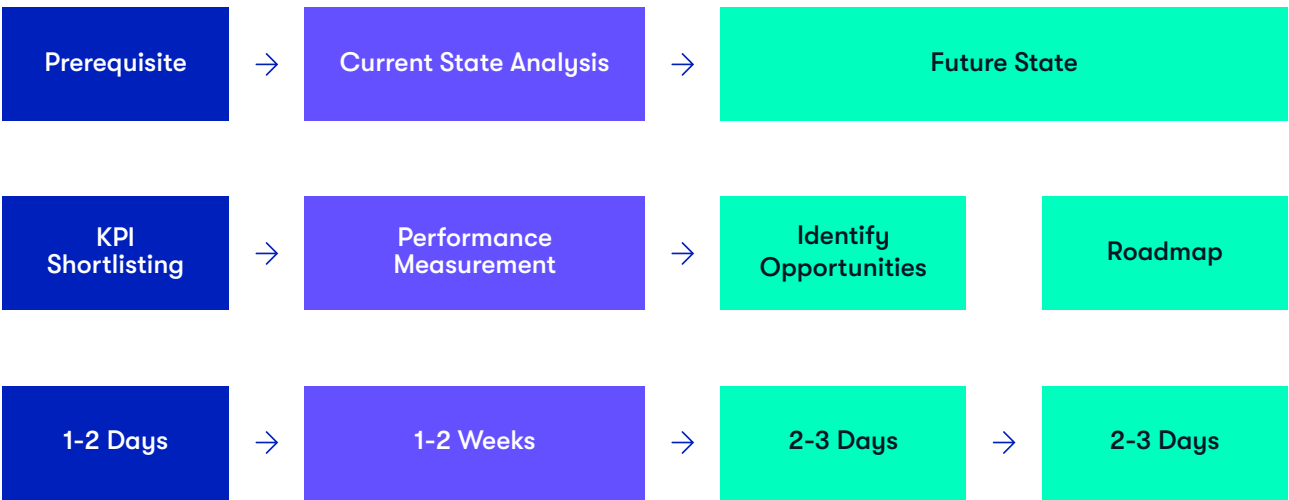 Prerequisite → Current State Analysis → Future State
KPI
Shortlisting
→
Performance
Measurement
→
Identify
Opportunities
Roadmap
1-2 Days → 1-2 Weeks → 2-3 Days → 2-3 Days